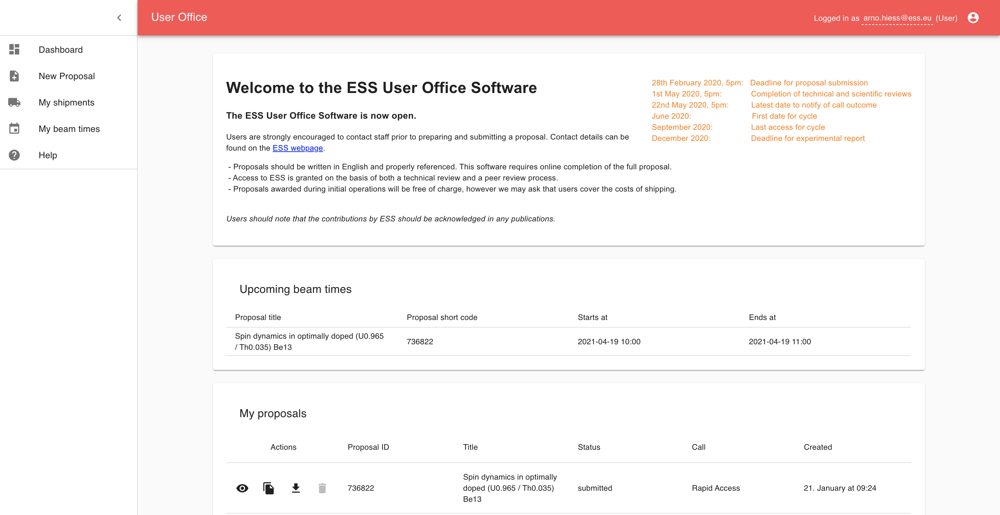 User Office
Logged in as arno.hiess@ess.eu (User)
Dashboard
New Proposal
My shipments
My beam times
Help
Welcome to the ESS User Office Software
The ESS User Office Software is now open.
Users are strongly encouraged to contact staff prior to preparing and submitting a proposal. Contact details can be
found on the ESS webpage.
28th February 2020, 5pm: Deadline for proposal submission
1st May 2020, 5pm: Completion of technical and scientific reviews
22nd May 2020, 5pm: Latest date to notify of call outcome
June 2020: First date for cycle
September 2020: Last access for cycle
December 2020: Deadline for experimental report
- Proposals should be written in English and properly referenced. This software requires online completion of the full proposal.
- Access to ESS is granted on the basis of both a technical review and a peer review process.
- Proposals awarded during initial operations will be free of charge, however we may ask that users cover the costs of shipping.
Users should note that the contributions by ESS should be acknowledged in any publications.
Upcoming beam times
Proposal title Proposal short code Starts at Ends at
Spin dynamics in optimally doped (U0.965
/ Th0.035) Be13
736822 2021-04-19 10:00 2021-04-19 11:00
My proposals
Actions Proposal ID Title Status Call Created
736822
Spin dynamics in optimally
doped (U0.965 / Th0.035)
Be13
submitted Rapid Access 21. January at 09:24